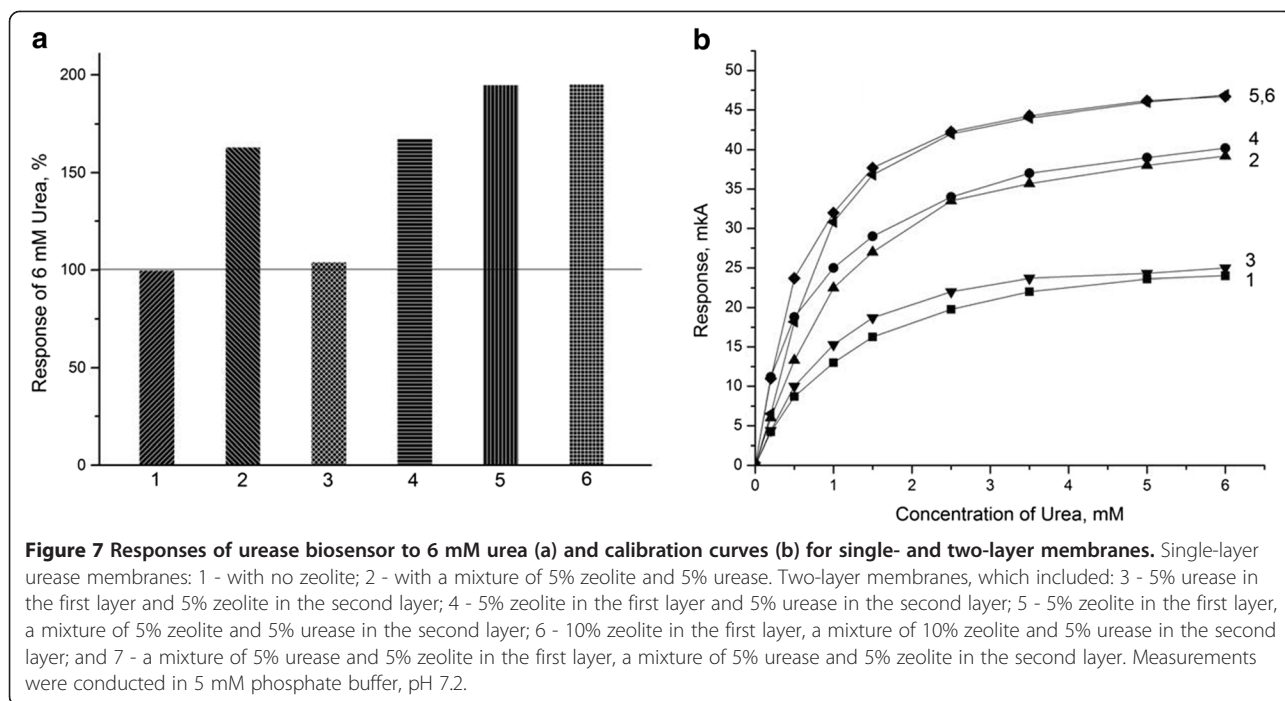 a
200
150
100
50
0
Response of 6 mM Urea, %
1 2 3 4 5 6
b
50
45
40
35
30
25
20
15
10
5
0
Response, mkA
5,6
4
2
3
1
0 1 2 3 4 5 6
Concentration of Urea, mM
Figure 7 Responses of urease biosensor to 6 mM urea (a) and calibration curves (b) for single- and two-layer membranes. Single-layer
urease membranes: 1 - with no zeolite; 2 - with a mixture of 5% zeolite and 5% urease. Two-layer membranes, which included: 3 - 5% urease in
the first layer and 5% zeolite in the second layer; 4 - 5% zeolite in the first layer and 5% urease in the second layer; 5 - 5% zeolite in the first layer,
a mixture of 5% zeolite and 5% urease in the second layer; 6 - 10% zeolite in the first layer, a mixture of 10% zeolite and 5% urease in the second
layer; and 7 - a mixture of 5% urease and 5% zeolite in the first layer, a mixture of 5% urease and 5% zeolite in the second layer. Measurements
were conducted in 5 mM phosphate buffer, pH 7.2.